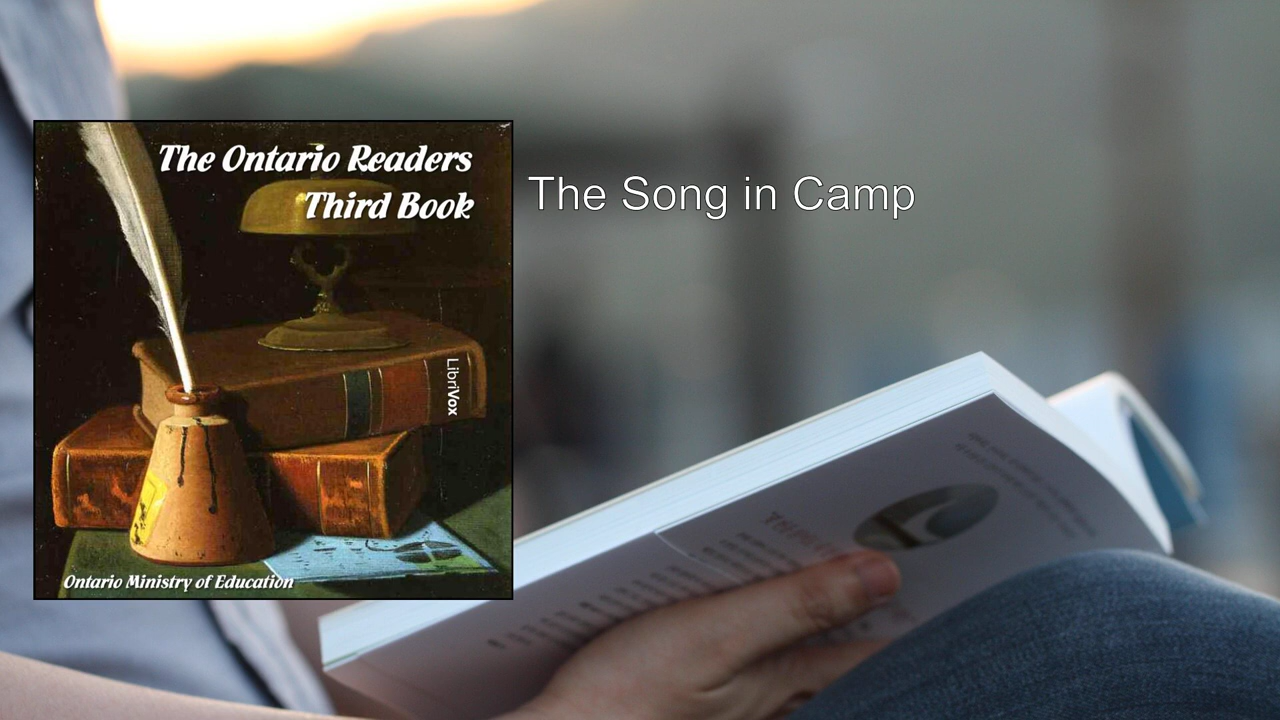 The Ontario Readers
Third Book
The Song in Camp
LibriVox
Ontario Ministry of Education